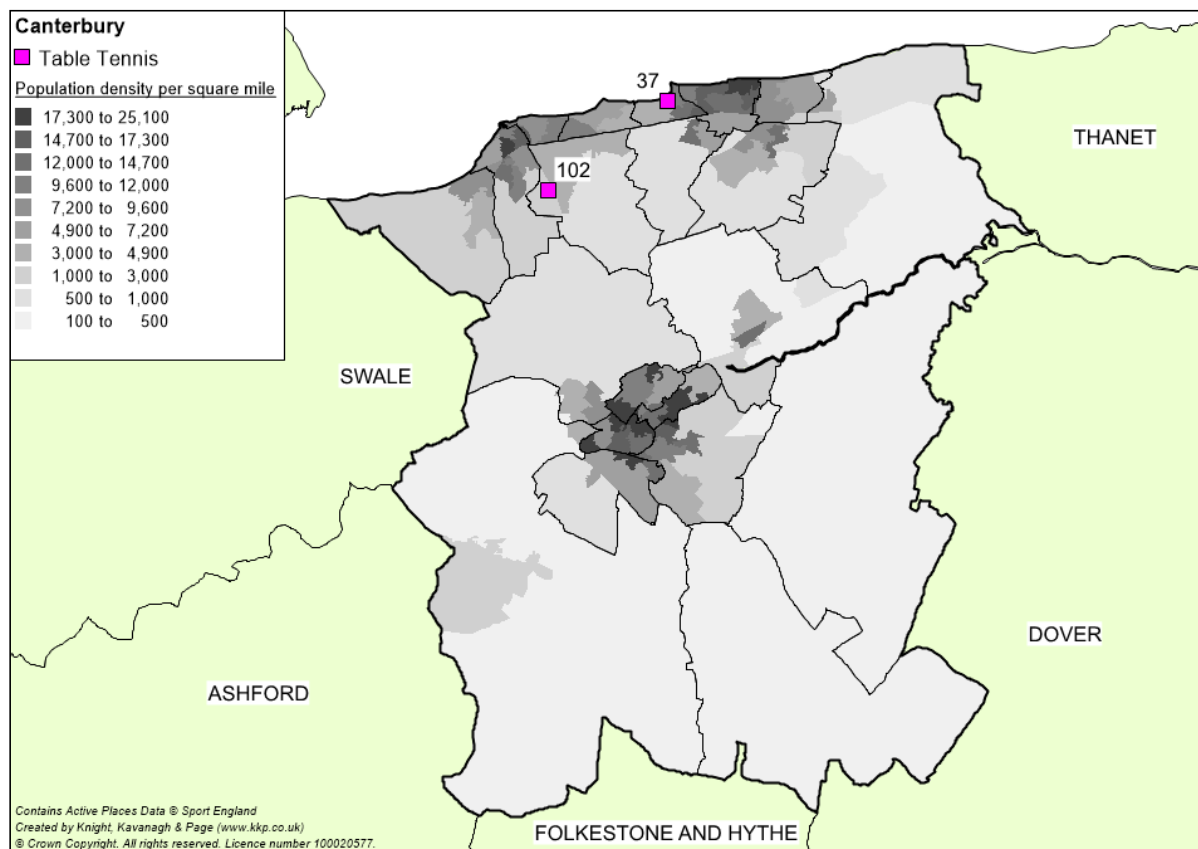 Canterbury
Table Tennis
Population density per square mile
17,300 to 25,100
14,700 to 17,300
12,000 to 14,700
9,600 to 12,000
7,200 to 9,600
4,900 to 7,200
3,000 to 4,900
1,000 to 3,000
500 to 1,000
100 to 500
37
102
THANET
SWALE
DOVER
ASHFORD
FOLKESTONE AND HYTHE
Contains Active Places Data © Sport England
Created by Knight, Kavanagh & Page (www.kkp.co.uk)
© Crown Copyright. All rights reserved. Licence number 100020577.